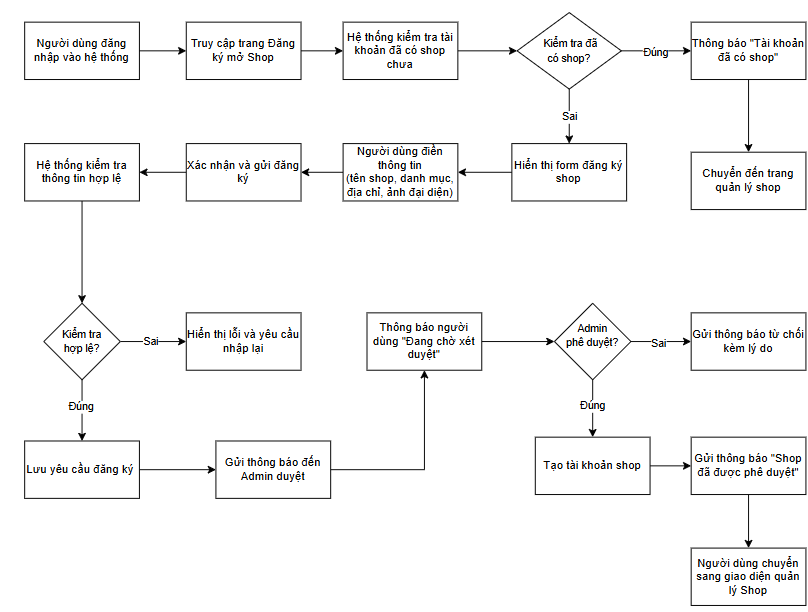 Người dùng đăng
nhập vào hệ thống
Truy cập trang Đăng
ký mở Shop
Hệ thống kiểm tra tài
khoản đã có shop
chưa
Kiểm tra đã
có shop?
Đúng
Thông báo "Tài khoản
đã có shop"
Sai
Chuyển đến trang
quản lý shop
Hiển thị form đăng ký
shop
Người dùng điền
thông tin
(tên shop, danh mục,
địa chỉ, ảnh đại diện)
Xác nhận và gửi đăng
ký
Hệ thống kiểm tra
thông tin hợp lệ
Kiểm tra
hợp lệ?
Sai
Hiển thị lỗi và yêu cầu
nhập lại
Đúng
Lưu yêu cầu đăng ký
Gửi thông báo đến
Admin duyệt
Thông báo người
dùng "Đang chờ xét
duyệt"
Admin
phê duyệt?
Sai
Gửi thông báo từ chối
kèm lý do
Đúng
Tạo tài khoản shop
Gửi thông báo "Shop
đã được phê duyệt"
Người dùng chuyển
sang giao diện quản
lý Shop